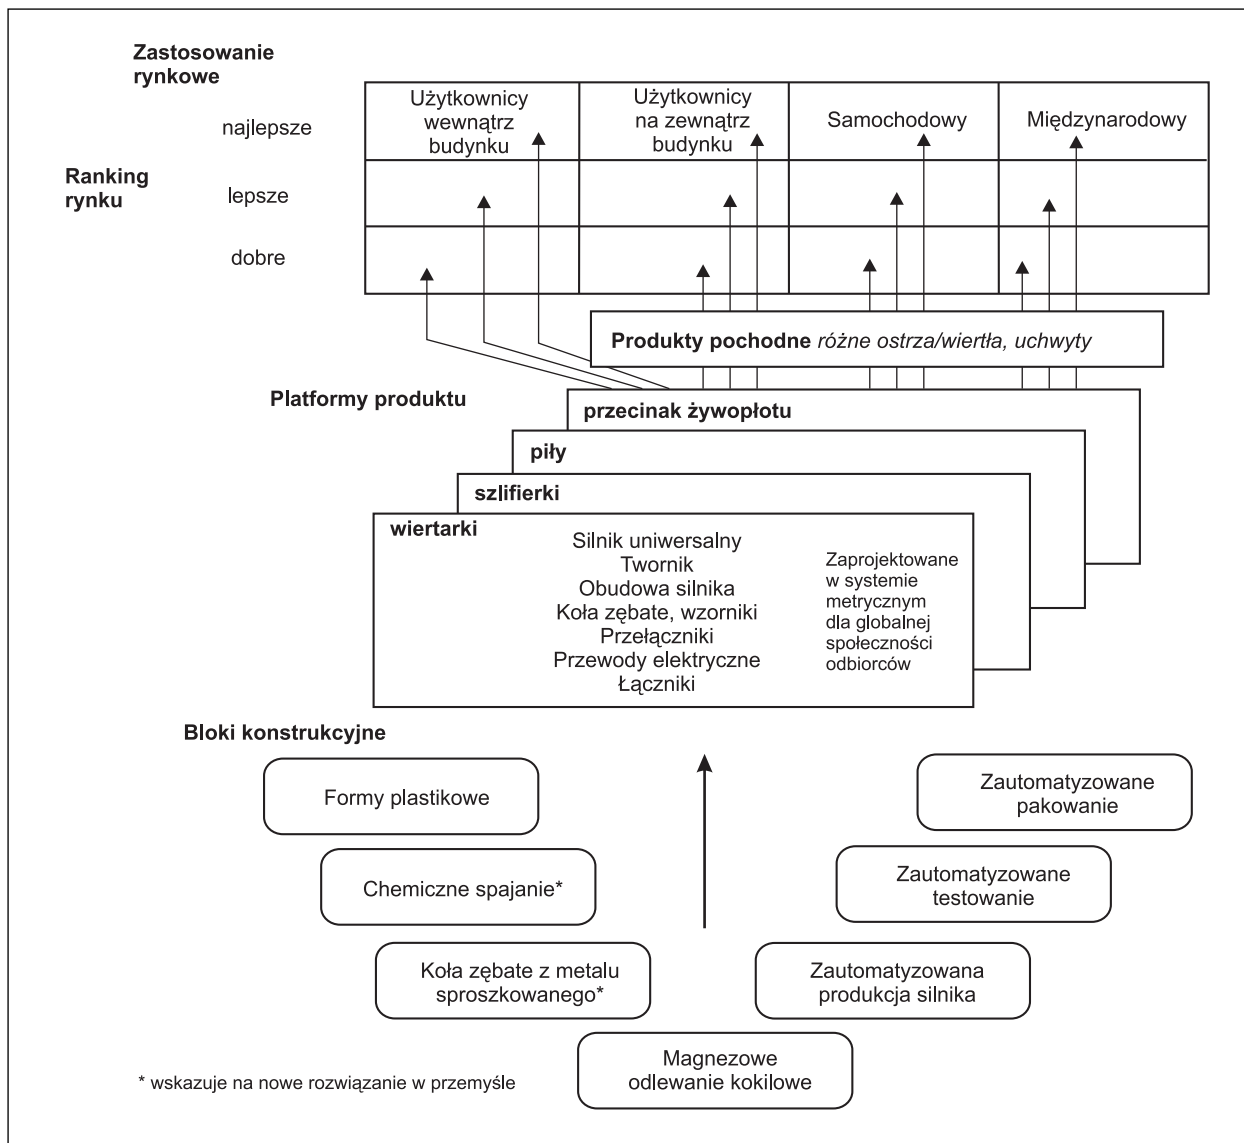 Zastosowanie
rynkowe
Użytkownicy
wewnątrz
budynku
Użytkownicy
na zewnątrz
budynku
Samochodowy
Międzynarodowy
najlepsze
Ranking
rynku
lepsze
dobre
Produkty pochodne różne ostrza/wiertła, uchwyty
Platformy produktu
przecinak żywopłotu
piły
szlifierki
wiertarki
Silnik uniwersalny
Twornik
Obudowa silnika
Koła zębate, wzorniki
Przełączniki
Przewody elektryczne
Łączniki
Zaprojektowane
w systemie
metrycznym
dla globalnej
społeczności
odbiorców
Bloki konstrukcyjne
Formy plastikowe
Zautomatyzowane
pakowanie
Chemiczne spajanie*
Zautomatyzowane
testowanie
Koła zębate z metalu
sproszkowanego*
Zautomatyzowana
produkcja silnika
Magnezowe
odlewanie kokilowe
* wskazuje na nowe rozwiązanie w przemyśle